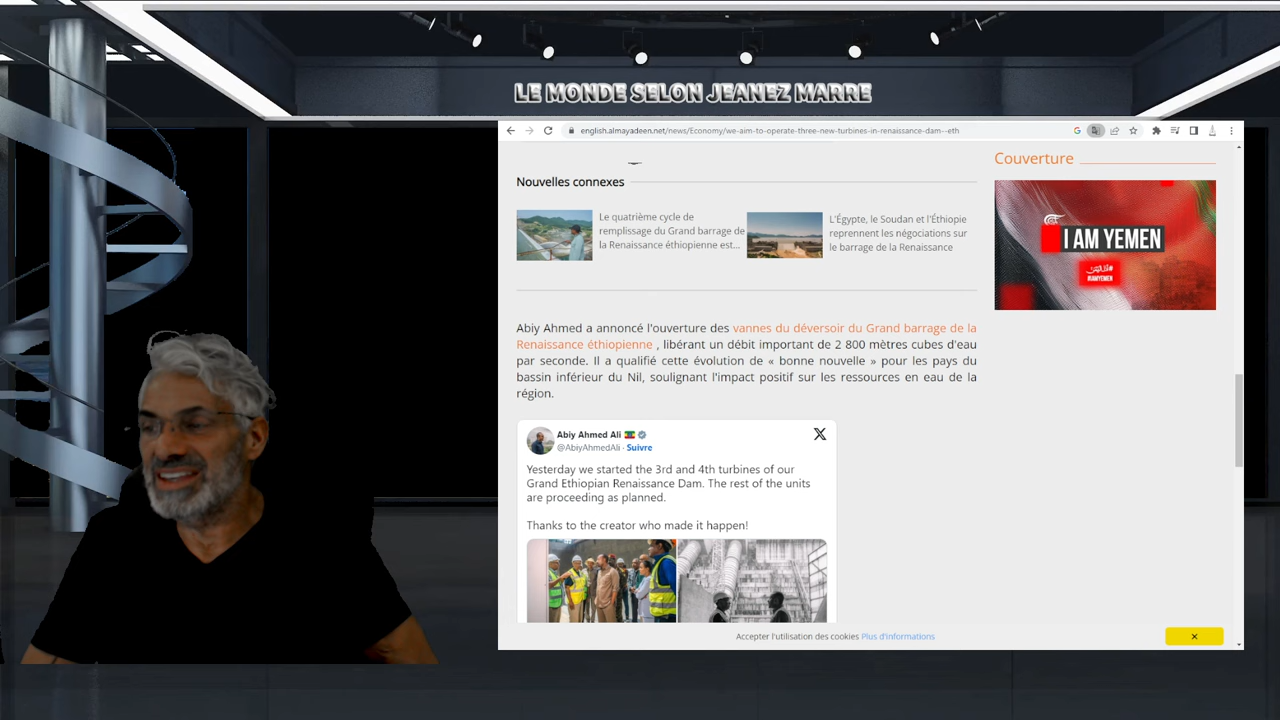 LE MONDE SELON JEANEZ MARRE
english.almayadeen.net/news/Economy/we-aim-to-operate-three-new-turbines-in-renaissance-dam--eth
Couverture
Nouvelles connexes
Le quatrième cycle de
remplissage du Grand barrage de
la Renaissance éthiopienne est...
L'Égypte, le Soudan et l'Éthiopie
reprennent les négociations sur
le barrage de la Renaissance
I AM YEMEN
#IAMYEMEN
Abiy Ahmed a annoncé l'ouverture des vannes du déversoir du Grand barrage de la
Renaissance éthiopienne , libérant un débit important de 2 800 mètres cubes d'eau
par seconde. Il a qualifié cette évolution de « bonne nouvelle » pour les pays du
bassin inférieur du Nil, soulignant l'impact positif sur les ressources en eau de la
région.
Abiy Ahmed Ali
@AbiyAhmedAli · Suivre
Yesterday we started the 3rd and 4th turbines of our
Grand Ethiopian Renaissance Dam. The rest of the units
are proceeding as planned.
Thanks to the creator who made it happen!
Accepter l'utilisation des cookies Plus d'informations